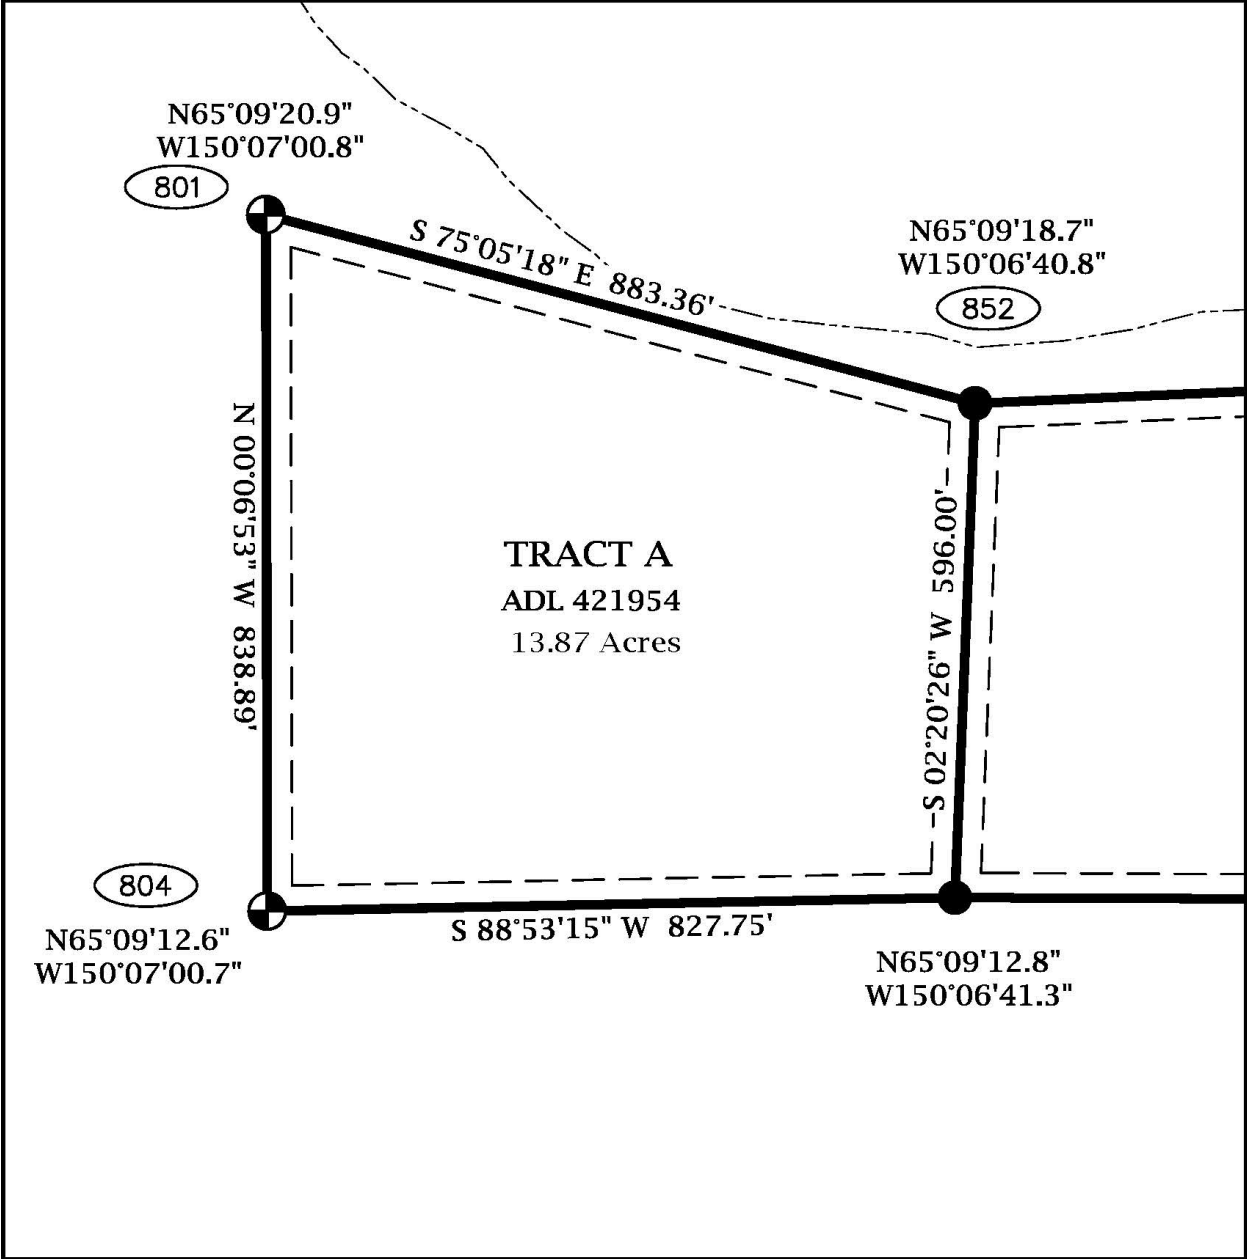 N65°09'20.9"
W150°07'00.8"
801
S 75°05'18" E 883.36'
N65°09'18.7"
W150°06'40.8"
852
N 00°06'53" W 838.89'
TRACT A
ADL 421954
13.87 Acres
S 02°20'26" W 596.00'
804
N65°09'12.6"
W150°07'00.7"
S 88°53'15" W 827.75'
N65°09'12.8"
W150°06'41.3"